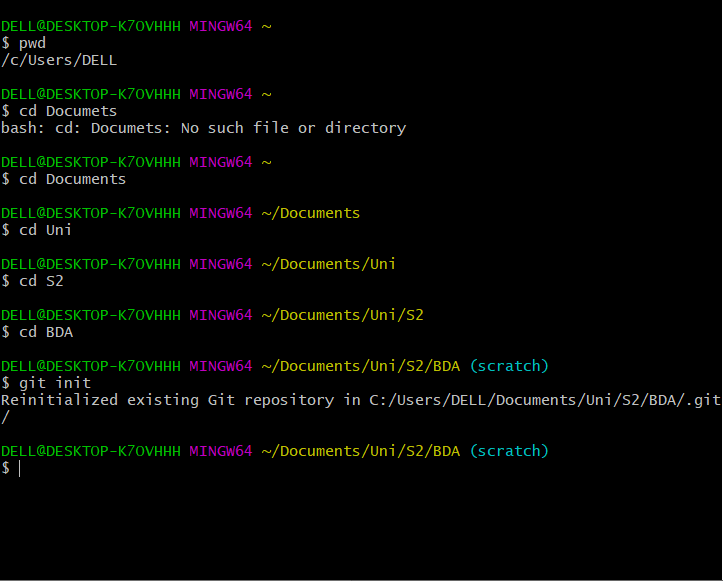 DELL@DESKTOP-K7OVHHH MINGW64 ~
$ pwd
/c/Users/DELL
DELL@DESKTOP-K7OVHHH MINGW64 ~
$ cd Documets
bash: cd: Documets: No such file or directory
DELL@DESKTOP-K7OVHHH MINGW64 ~
$ cd Documents
DELL@DESKTOP-K7OVHHH MINGW64 ~/Documents
$ cd Uni
DELL@DESKTOP-K7OVHHH MINGW64 ~/Documents/Uni
$ cd S2
DELL@DESKTOP-K7OVHHH MINGW64 ~/Documents/Uni/S2
$ cd BDA
DELL@DESKTOP-K7OVHHH MINGW64 ~/Documents/Uni/S2/BDA (scratch)
$ git init
Reinitialized existing Git repository in C:/Users/DELL/Documents/Uni/S2/BDA/.git
/
DELL@DESKTOP-K7OVHHH MINGW64 ~/Documents/Uni/S2/BDA (scratch)
$